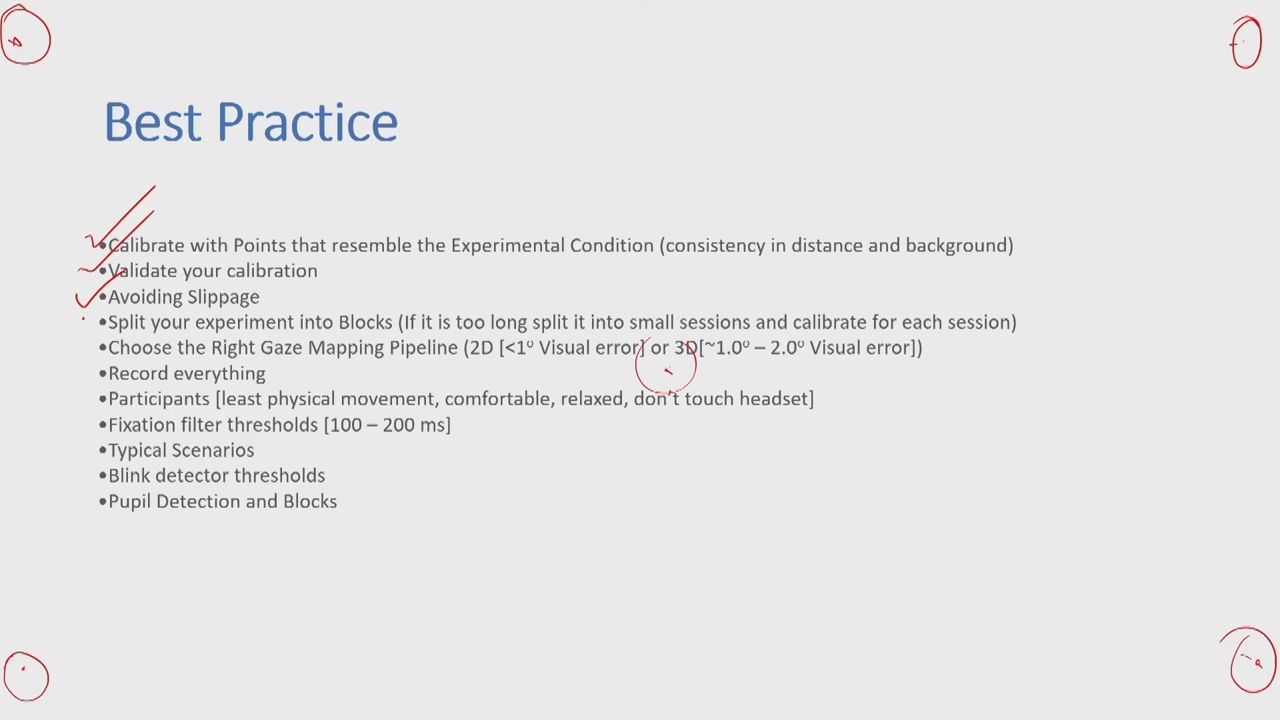 Best Practice
•Calibrate with Points that resemble the Experimental Condition (consistency in distance and background)
•Validate your calibration
•Avoiding Slippage
•Split your experiment into Blocks (If it is too long split it into small sessions and calibrate for each session)
•Choose the Right Gaze Mapping Pipeline (2D [<1º Visual error] or 3D[~1.0º – 2.0º Visual error])
•Record everything
•Participants [least physical movement, comfortable, relaxed, don't touch headset]
•Fixation filter thresholds [100 – 200 ms]
•Typical Scenarios
•Blink detector thresholds
•Pupil Detection and Blocks